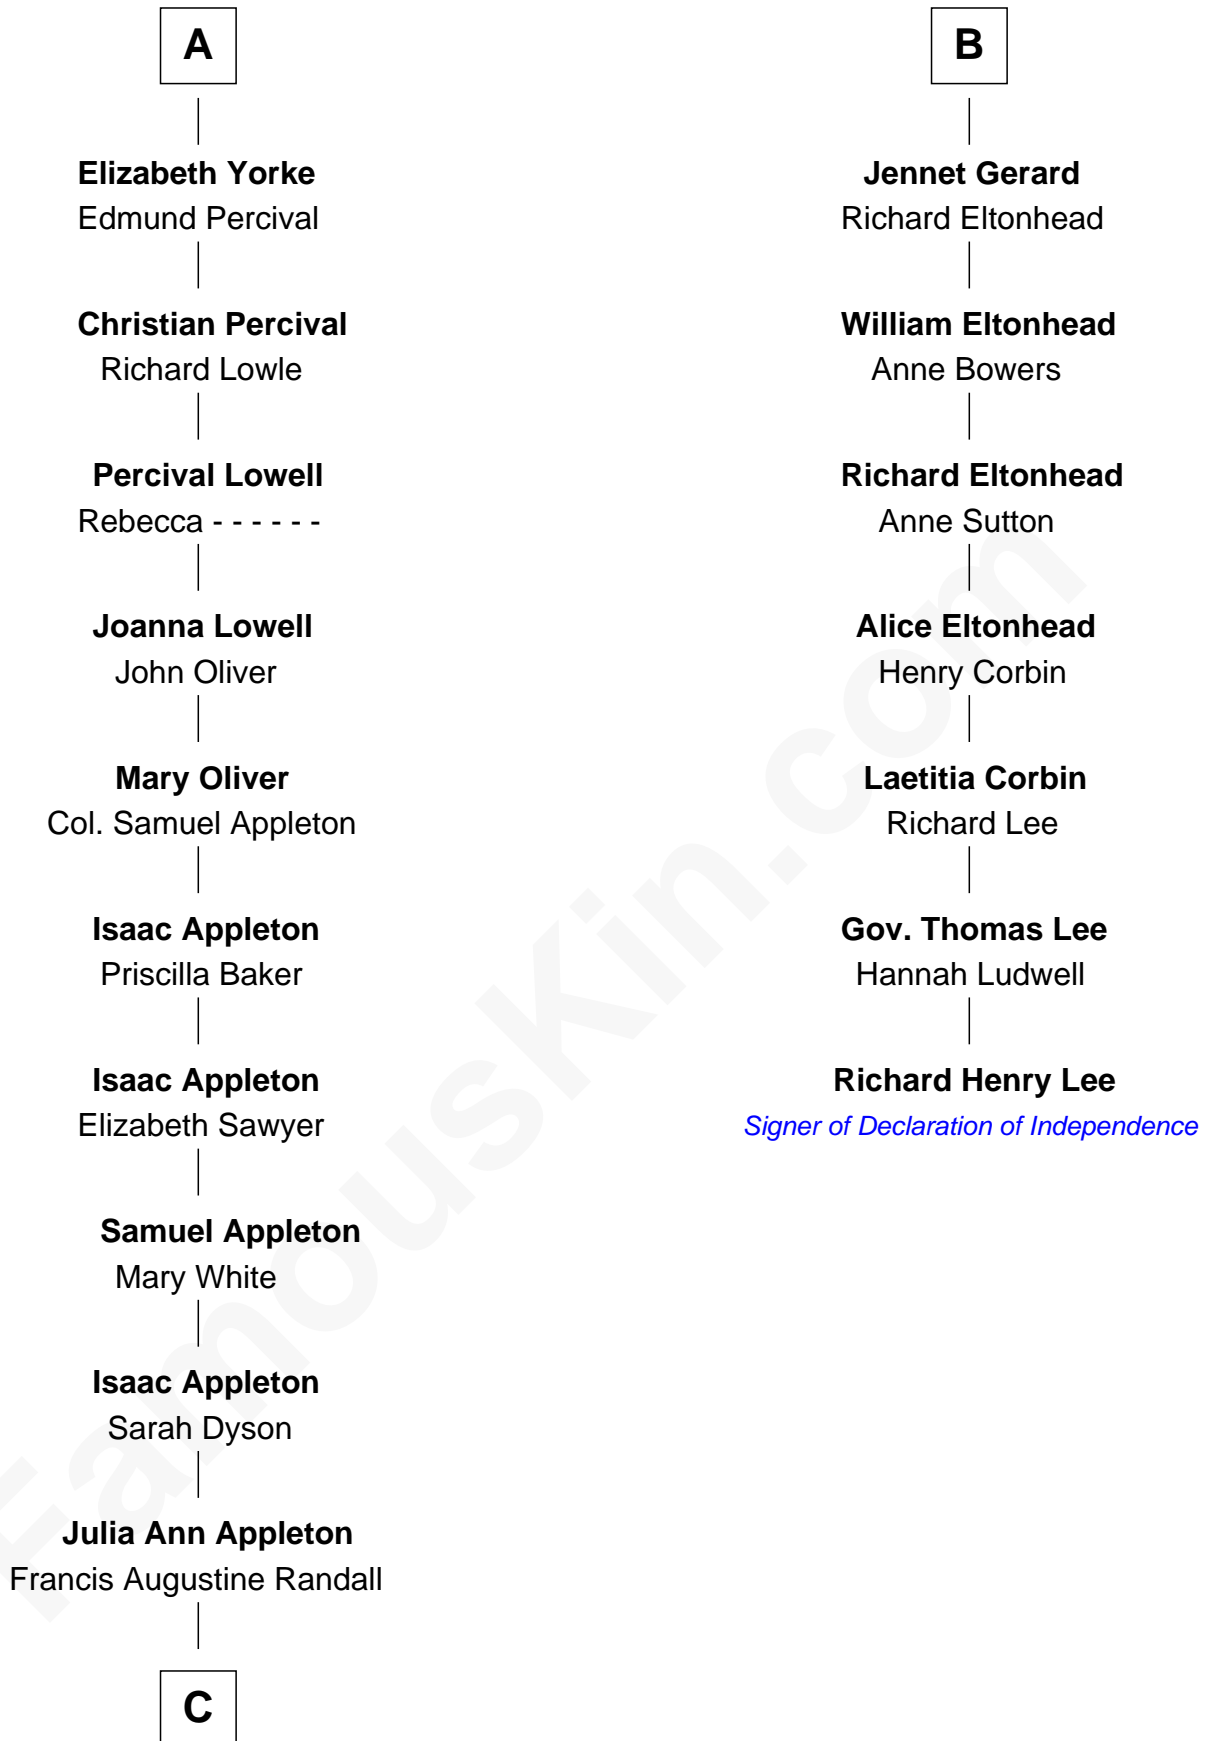 A
Elizabeth Yorke
Edmund Percival
Christian Percival
Richard Lowle
Percival Lowell
Rebecca - - - - - -
Joanna Lowell
John Oliver
Mary Oliver
Col. Samuel Appleton
Isaac Appleton
Priscilla Baker
Isaac Appleton
Elizabeth Sawyer
Samuel Appleton
Mary White
Isaac Appleton
Sarah Dyson
Julia Ann Appleton
Francis Augustine Randall
C
B
Jennet Gerard
Richard Eltonhead
William Eltonhead
Anne Bowers
Richard Eltonhead
Anne Sutton
Alice Eltonhead
Henry Corbin
Laetitia Corbin
Richard Lee
Gov. Thomas Lee
Hannah Ludwell
Richard Henry Lee
Signer of Declaration of Independence
FamousKin.com